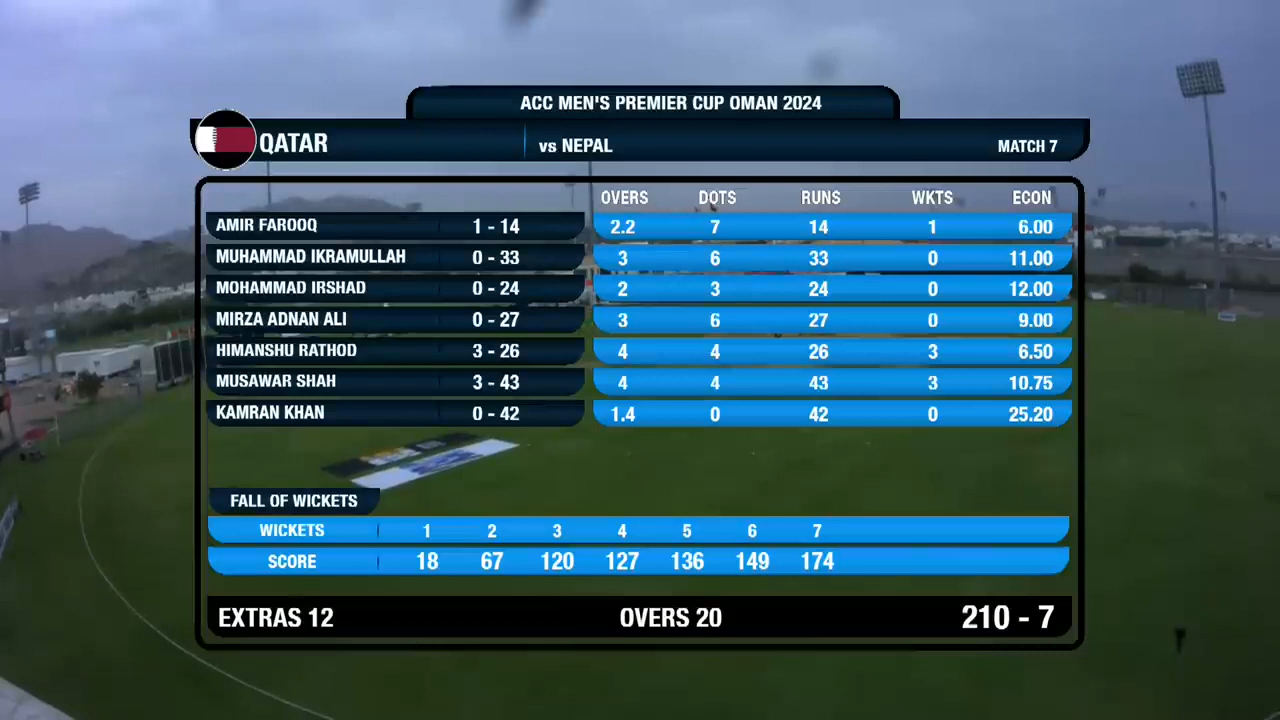 ACC MEN'S PREMIER CUP OMAN 2024
QATAR vs NEPAL MATCH 7
OVERS DOTS RUNS WKTS ECON
AMIR FAROOQ 1 - 14 2.2 7 14 1 6.00
MUHAMMAD IKRAMULLAH 0 - 33 3 6 33 0 11.00
MOHAMMAD IRSHAD 0 - 24 2 3 24 0 12.00
MIRZA ADNAN ALI 0 - 27 3 6 27 0 9.00
HIMANSHU RATHOD 3 - 26 4 4 26 3 6.50
MUSAWAR SHAH 3 - 43 4 4 43 3 10.75
KAMRAN KHAN 0 - 42 1.4 0 42 0 25.20
FALL OF WICKETS
WICKETS 1 2 3 4 5 6 7
SCORE 18 67 120 127 136 149 174
EXTRAS 12 OVERS 20 210 - 7